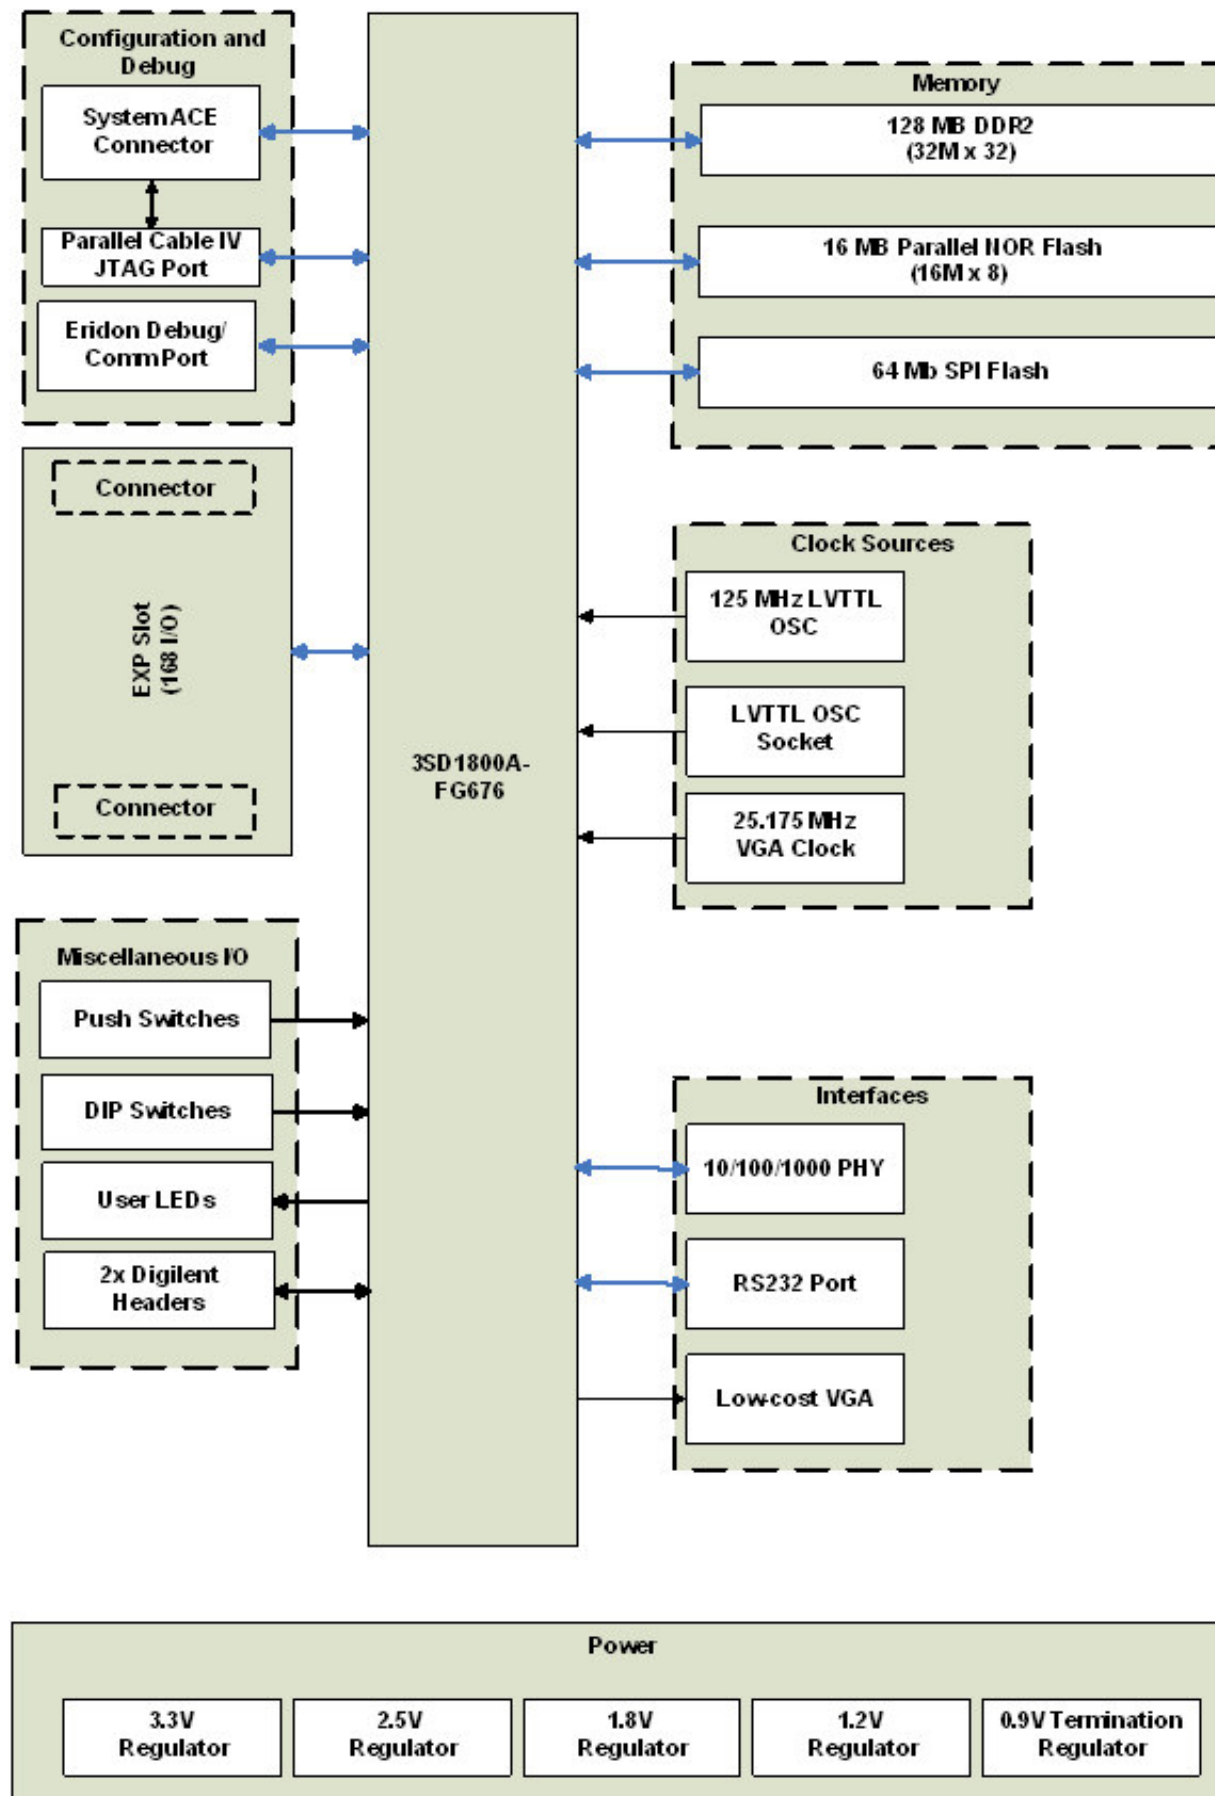 Configuration and
Debug
System ACE
Connector
Parallel Cable IV
JTAG Port
Eridon Debug/
Comm Port
Connector
EXP Slot
(168 I/O)
Connector
Miscellaneous I/O
Push Switches
DIP Switches
User LEDs
2x Digilent
Headers
3SD1800A-
FG676
Memory
128 MB DDR2
(32M x 32)
16 MB Parallel NOR Flash
(16M x 8)
64 Mb SPI Flash
Clock Sources
125 MHz LVTTL
OSC
LVTTL OSC
Socket
25.175 MHz
VGA Clock
Interfaces
10/100/1000 PHY
RS232 Port
Low-cost VGA
Power
3.3V
Regulator
2.5V
Regulator
1.8V
Regulator
1.2V
Regulator
0.9V Termination
Regulator